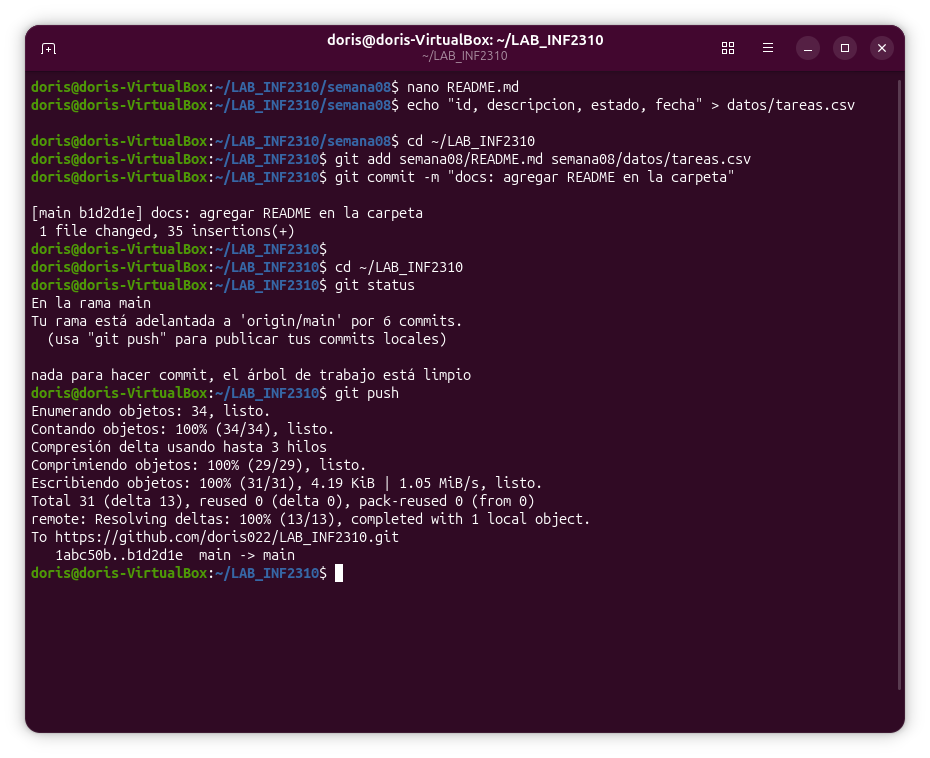 doris@doris-VirtualBox: ~/LAB_INF2310
~/LAB_INF2310
doris@doris-VirtualBox:~/LAB_INF2310/semana08$ nano README.md
doris@doris-VirtualBox:~/LAB_INF2310/semana08$ echo "id, descripcion, estado, fecha" > datos/tareas.csv
doris@doris-VirtualBox:~/LAB_INF2310/semana08$ cd ~/LAB_INF2310
doris@doris-VirtualBox:~/LAB_INF2310$ git add semana08/README.md semana08/datos/tareas.csv
doris@doris-VirtualBox:~/LAB_INF2310$ git commit -m "docs: agregar README en la carpeta"
[main b1d2d1e] docs: agregar README en la carpeta
 1 file changed, 35 insertions(+)
doris@doris-VirtualBox:~/LAB_INF2310$
doris@doris-VirtualBox:~/LAB_INF2310$ cd ~/LAB_INF2310
doris@doris-VirtualBox:~/LAB_INF2310$ git status
En la rama main
Tu rama está adelantada a 'origin/main' por 6 commits.
  (usa "git push" para publicar tus commits locales)
nada para hacer commit, el árbol de trabajo está limpio
doris@doris-VirtualBox:~/LAB_INF2310$ git push
Enumerando objetos: 34, listo.
Contando objetos: 100% (34/34), listo.
Compresión delta usando hasta 3 hilos
Comprimiendo objetos: 100% (29/29), listo.
Escribiendo objetos: 100% (31/31), 4.19 KiB | 1.05 MiB/s, listo.
Total 31 (delta 13), reused 0 (delta 0), pack-reused 0 (from 0)
remote: Resolving deltas: 100% (13/13), completed with 1 local object.
To https://github.com/doris022/LAB_INF2310.git
   1abc50b..b1d2d1e  main -> main
doris@doris-VirtualBox:~/LAB_INF2310$